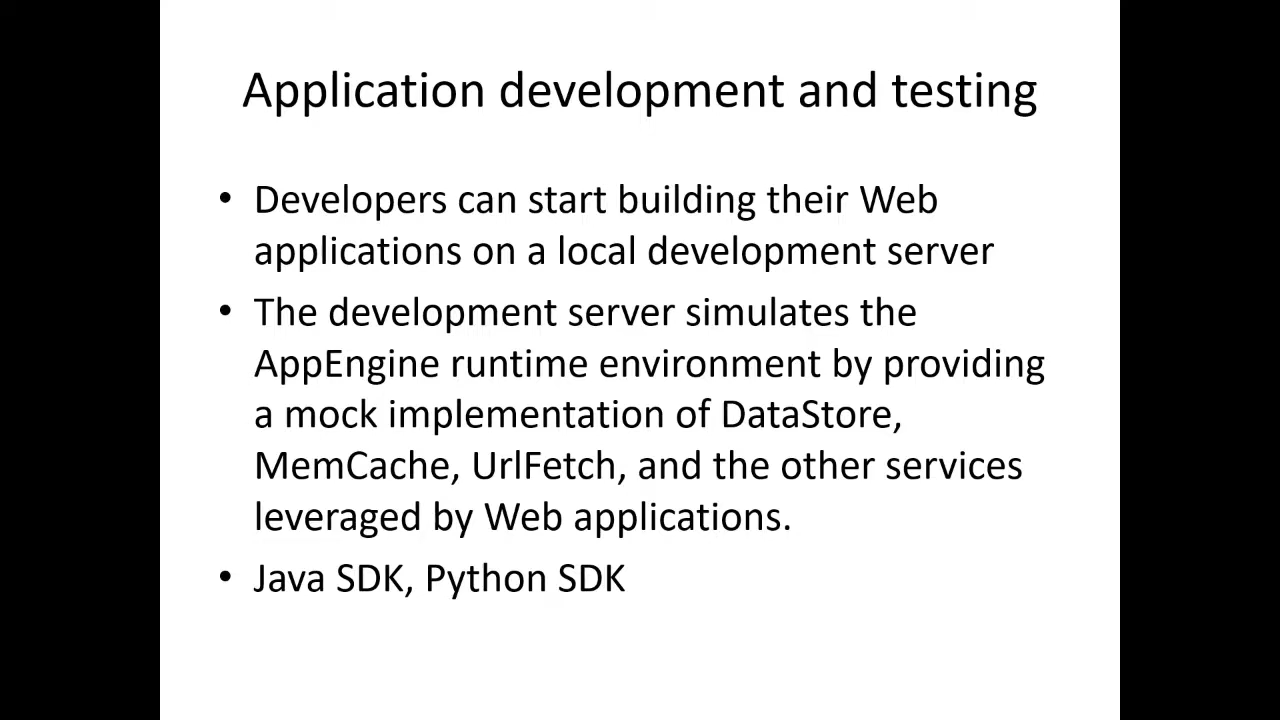 Application development and testing
• Developers can start building their Web
applications on a local development server
• The development server simulates the
AppEngine runtime environment by providing
a mock implementation of DataStore,
MemCache, UrlFetch, and the other services
leveraged by Web applications.
• Java SDK, Python SDK